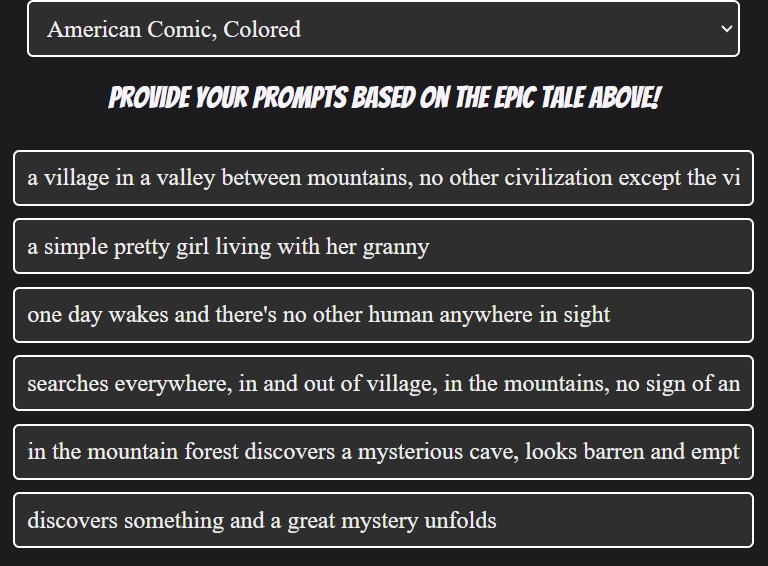 American Comic, Colored
PROVIDE YOUR PROMPTS BASED ON THE EPIC TALE ABOVE!
a village in a valley between mountains, no other civilization except the vi
a simple pretty girl living with her granny
one day wakes and there's no other human anywhere in sight
searches everywhere, in and out of village, in the mountains, no sign of an
in the mountain forest discovers a mysterious cave, looks barren and empt
discovers something and a great mystery unfolds